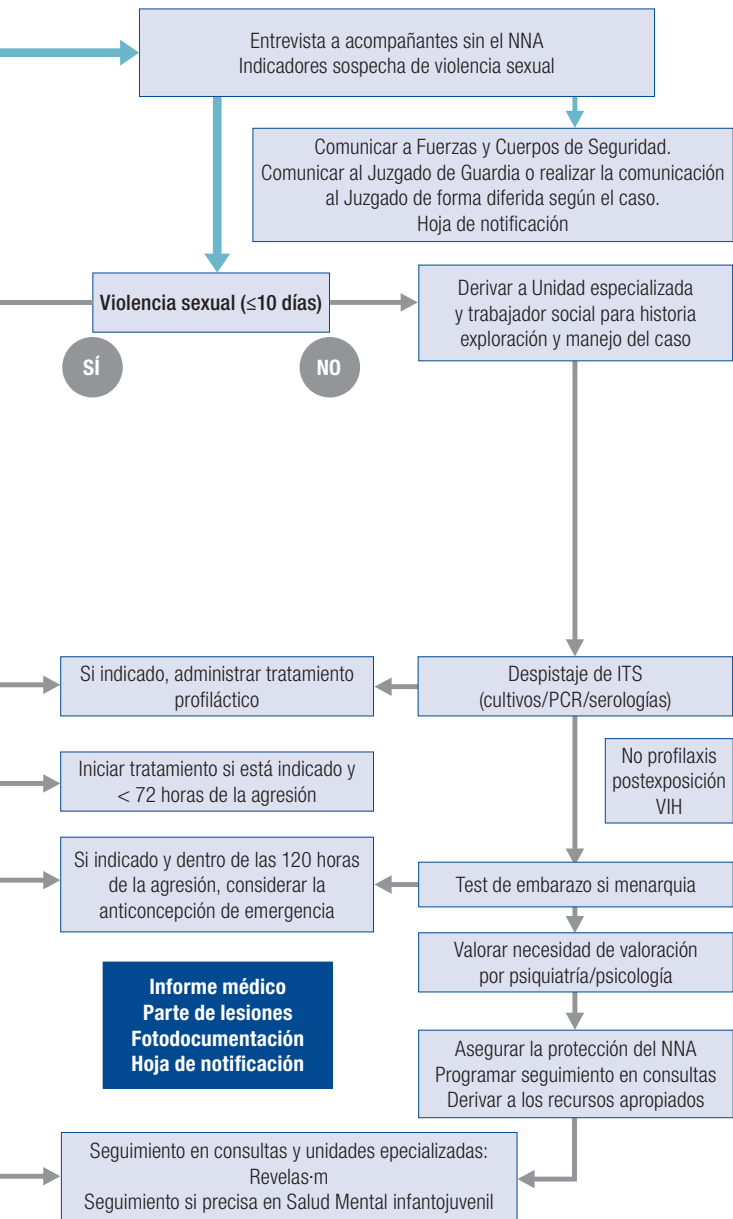 Entrevista a acompañantes sin el NNA
Indicadores sospecha de violencia sexual
Comunicar a Fuerzas y Cuerpos de Seguridad.
Comunicar al Juzgado de Guardia o realizar la comunicación
al Juzgado de forma diferida según el caso.
Hoja de notificación
Violencia sexual (≤10 días)
SÍ
NO
Derivar a Unidad especializada
y trabajador social para historia
exploración y manejo del caso
Si indicado, administrar tratamiento
profiláctico
Despistaje de ITS
(cultivos/PCR/serologías)
Iniciar tratamiento si está indicado y
< 72 horas de la agresión
No profilaxis
postexposición
VIH
Si indicado y dentro de las 120 horas
de la agresión, considerar la
anticoncepción de emergencia
Test de embarazo si menarquia
Valorar necesidad de valoración
por psiquiatría/psicología
Informe médico
Parte de lesiones
Fotodocumentación
Hoja de notificación
Asegurar la protección del NNA
Programar seguimiento en consultas
Derivar a los recursos apropiados
Seguimiento en consultas y unidades epecializadas:
Revelas·m
Seguimiento si precisa en Salud Mental infantojuvenil